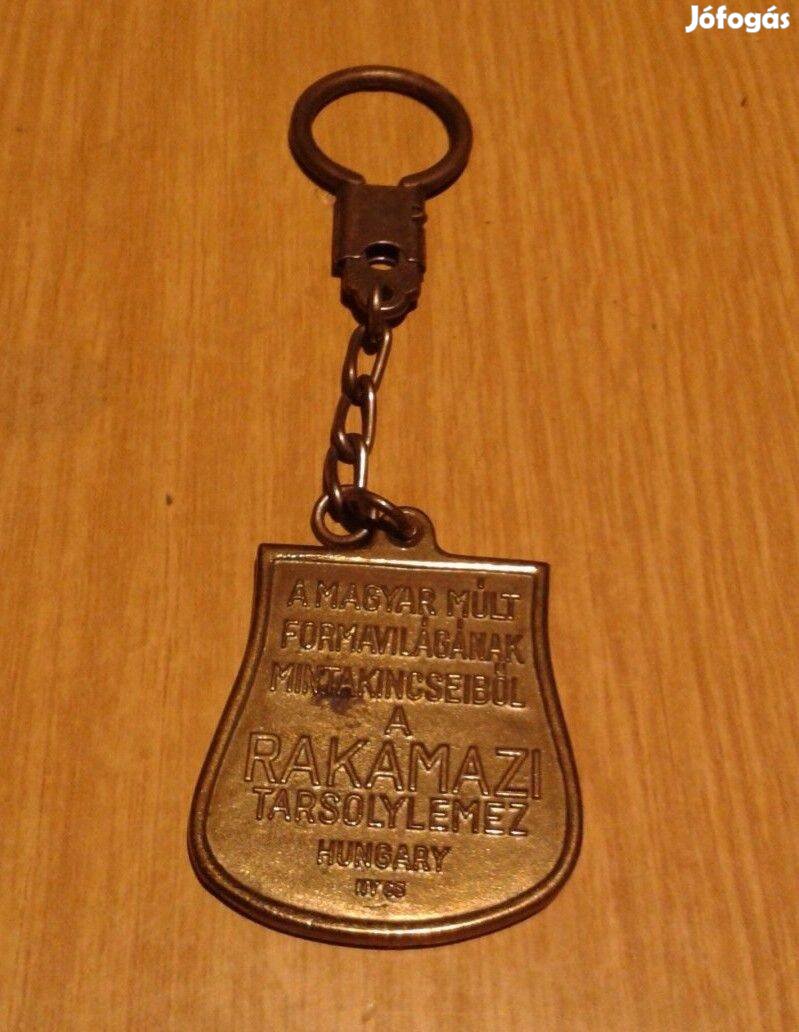 Jófogás
A MAGYAR MÚLT
FORMAVILÁGÁNAK
MINTAKINCSEIBŐL
A
RAKAMAZI
TARSOLYLEMEZ
HUNGARY